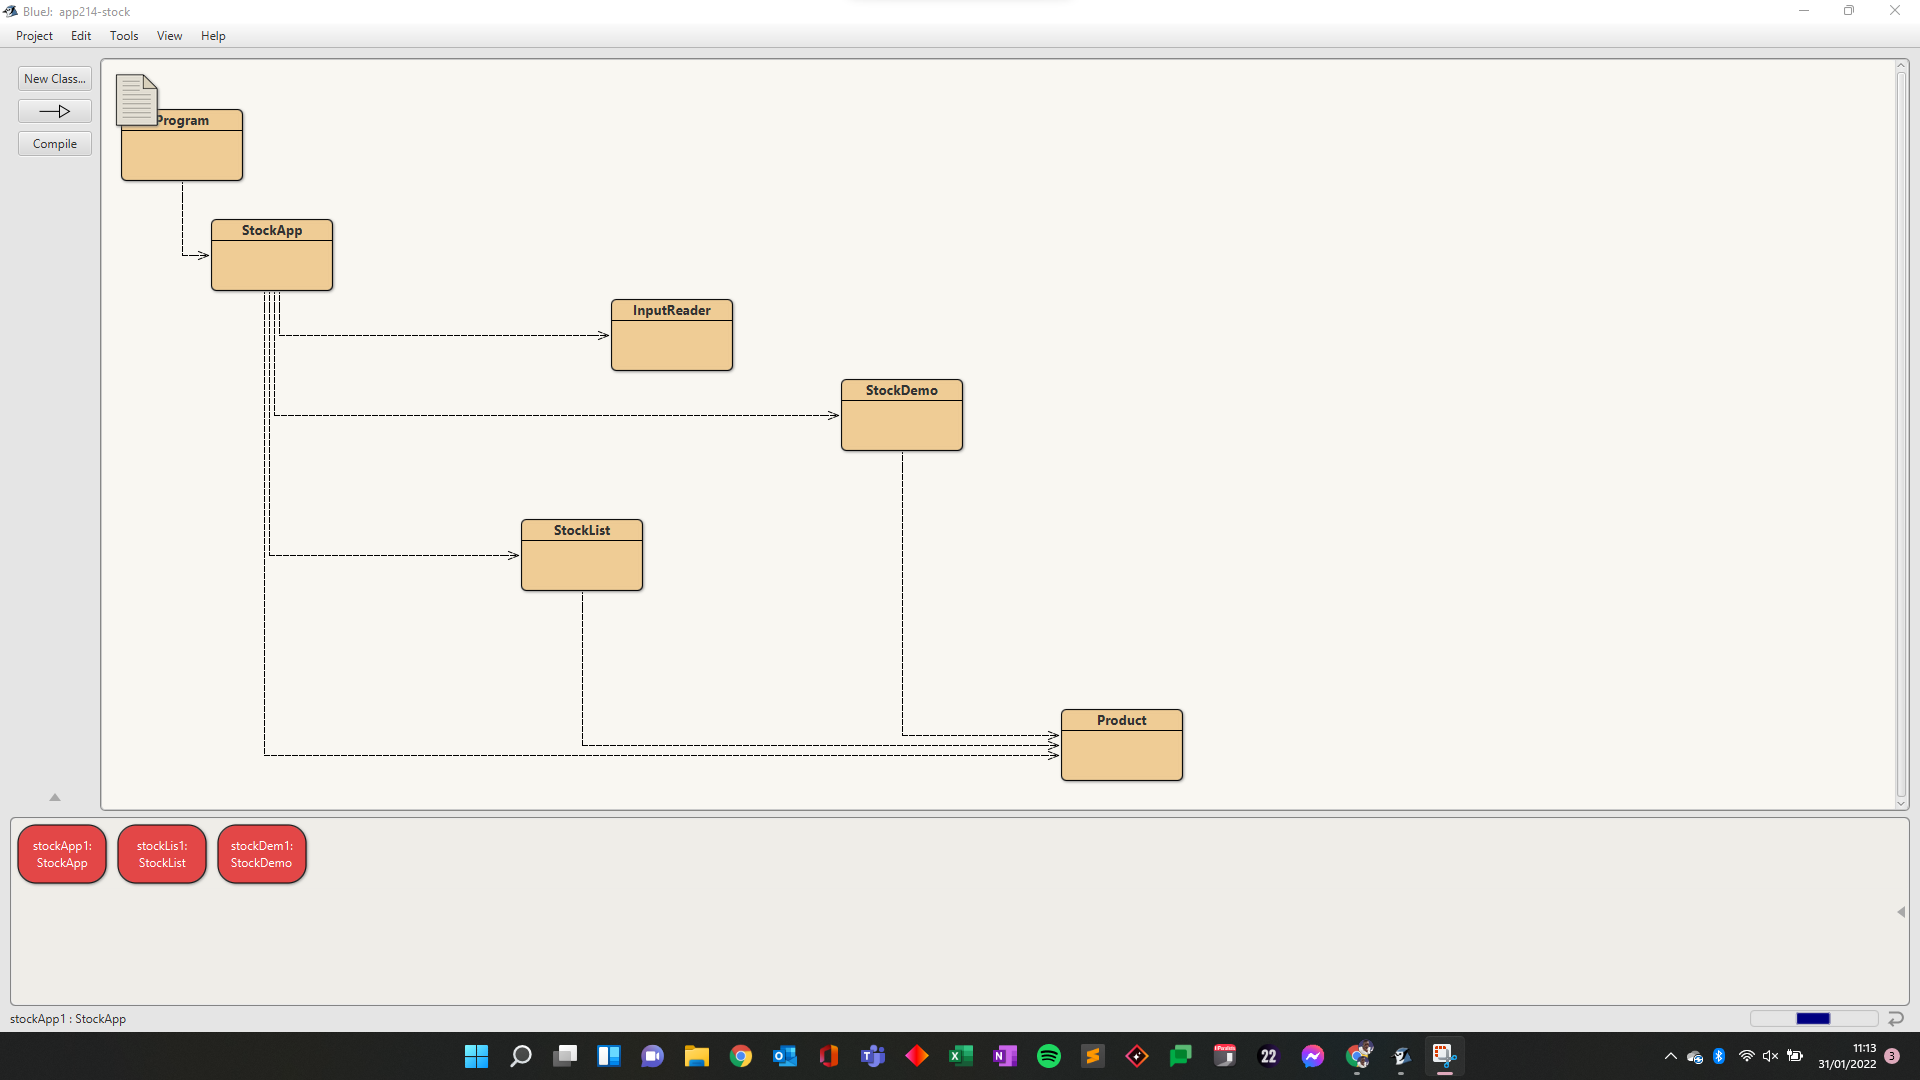 BlueJ: app214-stock
Project Edit Tools View Help
New Class...
Compile
Program
StockApp
InputReader
StockDemo
StockList
Product
stockApp1:
StockApp
stockLis1:
StockList
stockDem1:
StockDemo
stockApp1 : StockApp
22
11:13
31/01/2022
3